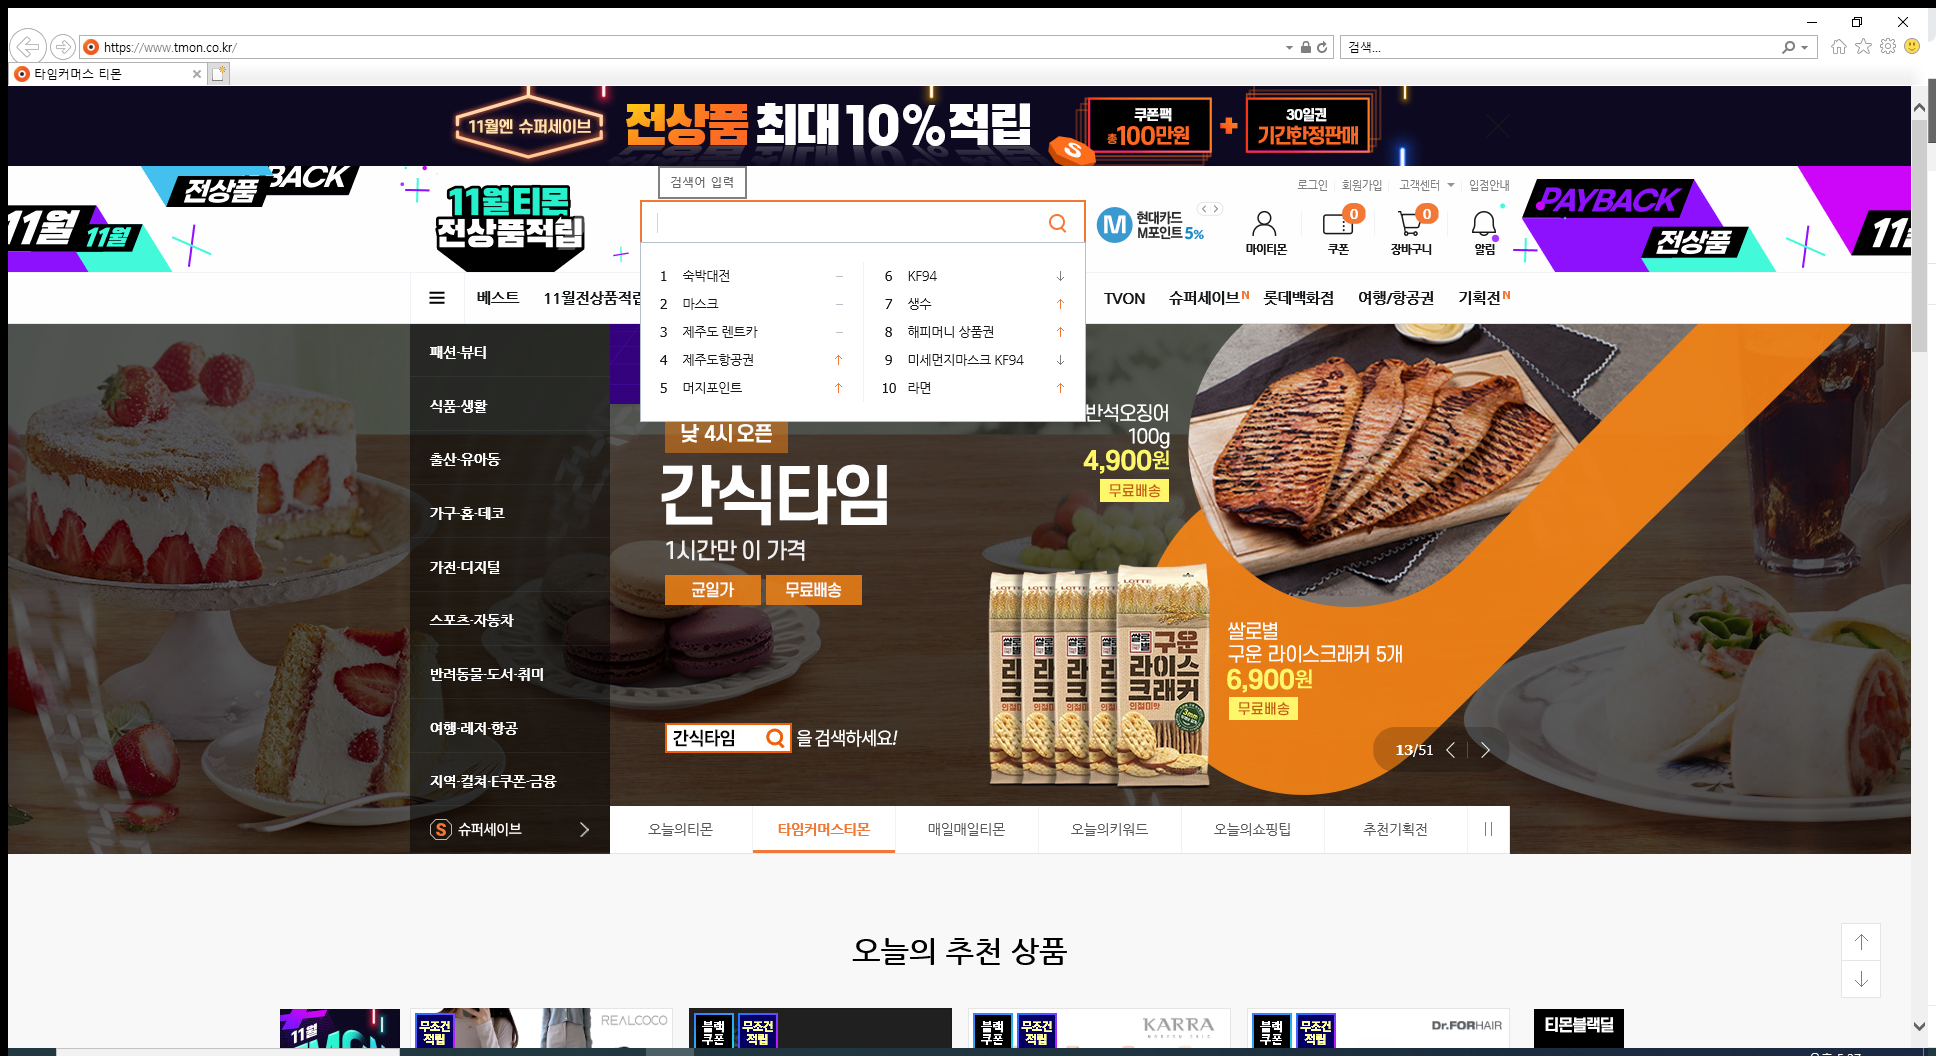 https://www.tmon.co.kr/
검색...
타임커머스 티몬
11월엔 슈퍼세이브
전상품 최대 10% 적립
쿠폰팩
총 100만원
+
30일권
기간한정판매
전상품
BACK
11월
11월
11월티몬
전상품적립
검색어 입력
로그인
회원가입
고객센터
입점안내
M
현대카드
M포인트 5%
마이티몬
0
쿠폰
0
장바구니
알림
PAYBACK
전상품
베스트
11월전상품적립
TVON
슈퍼세이브 N
롯데백화점
여행/항공권
기획전 N
1 숙박대전
2 마스크
3 제주도 렌트카
4 제주도항공권
5 머지포인트
6 KF94
7 생수
8 해피머니 상품권
9 미세먼지마스크 KF94
10 라면
패션·뷰티
식품·생활
출산·유아동
가구·홈·데코
가전·디지털
스포츠·자동차
반려동물·도서·취미
여행·레저·항공
지역·컬쳐·E쿠폰·금융
S 슈퍼세이브
낮 4시 오픈
간식타임
1시간만 이 가격
균일가
무료배송
간식타임
을 검색하세요!
반석오징어
100g
4,900원
무료배송
LOTTE
쌀로별
구운
라이스
크래커
인절미맛
쌀로별
구운 라이스크래커 5개
6,900원
무료배송
13/51
오늘의티몬
타임커머스티몬
매일매일티몬
오늘의키워드
오늘의쇼핑팁
추천기획전
오늘의 추천 상품
11월
무조건
적립
REALCOCO
블랙
쿠폰
무조건
적립
블랙
쿠폰
무조건
적립
KARRA
블랙
쿠폰
무조건
적립
Dr.FORHAIR
티몬블랙딜